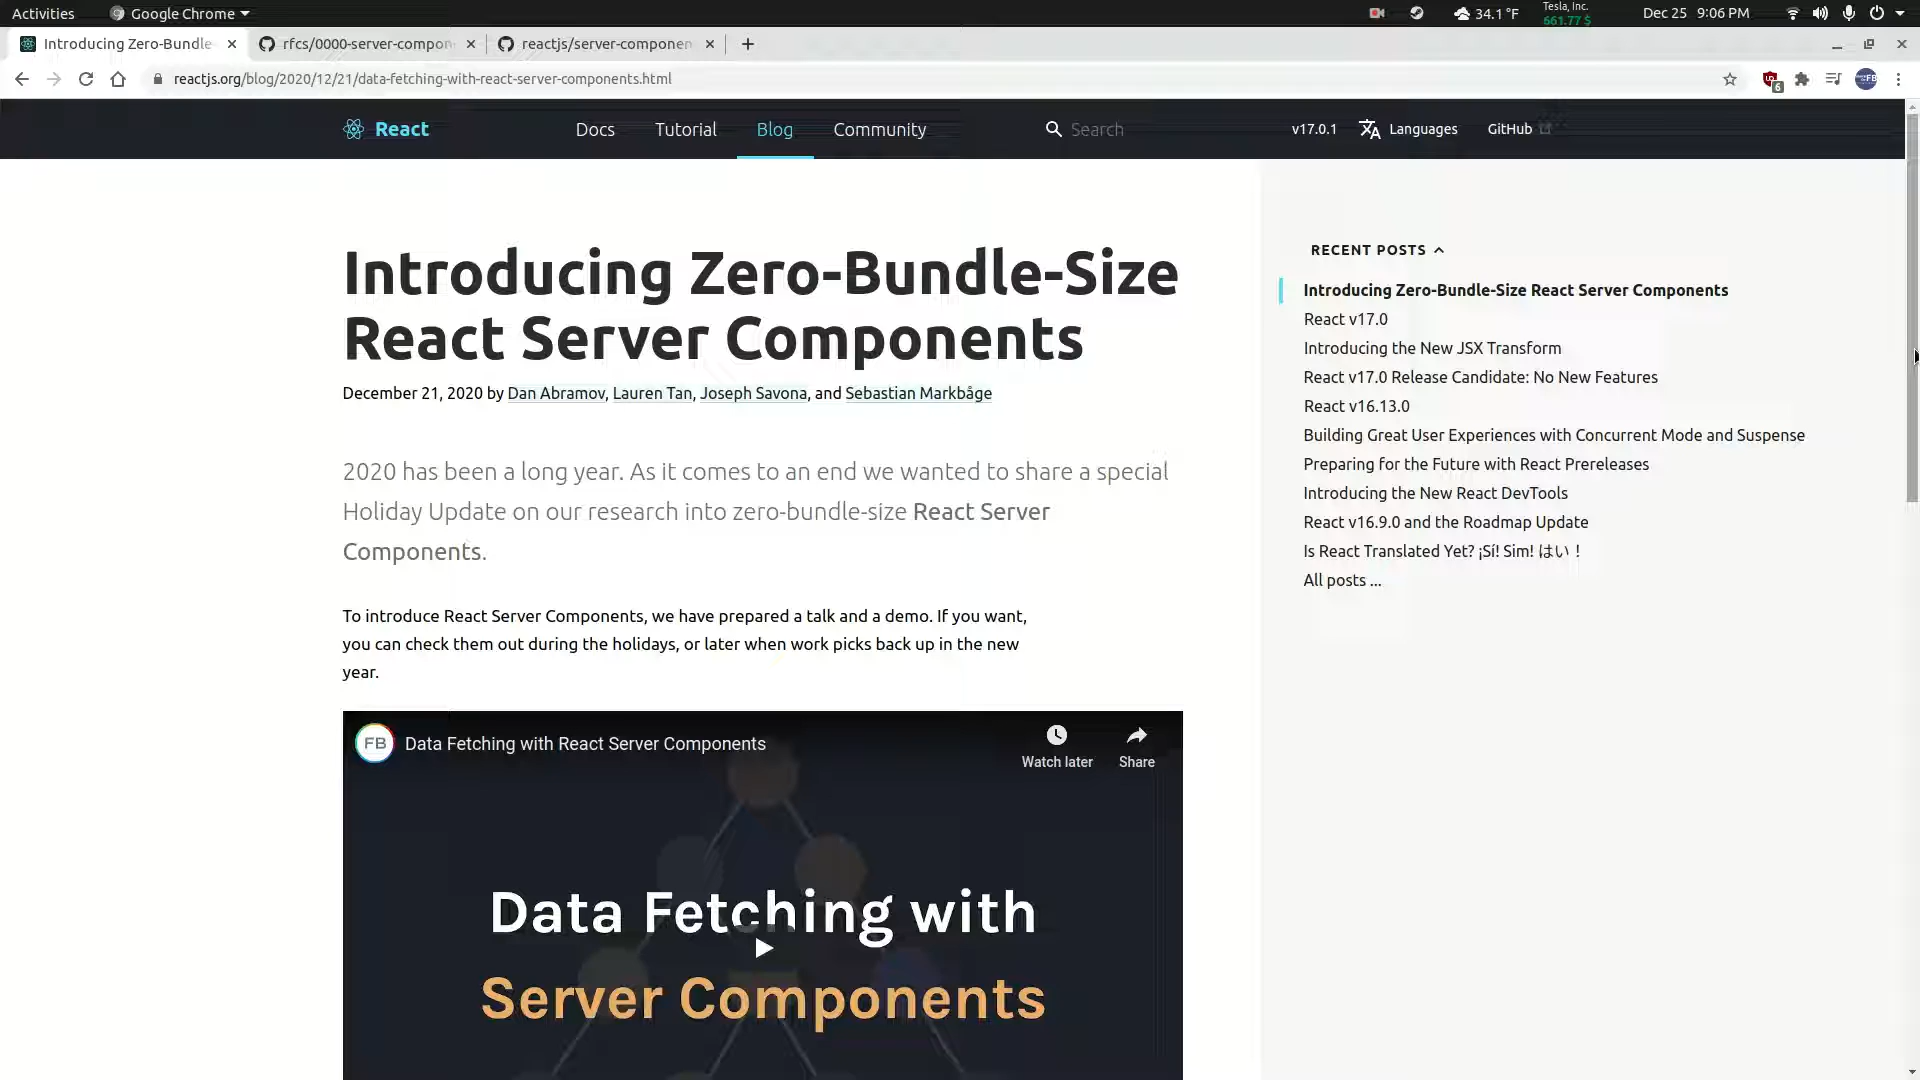 Activities
Google Chrome
34.1 °F
Tesla, Inc.
661.77 $
Dec 25 9:06 PM
Introducing Zero-Bundle-
rfcs/0000-server-compon
reactjs/server-componen
reactjs.org/blog/2020/12/21/data-fetching-with-react-server-components.html
6
FB
React
Docs
Tutorial
Blog
Community
Search
v17.0.1
Languages
GitHub
Introducing Zero-Bundle-Size
React Server Components
December 21, 2020 by Dan Abramov, Lauren Tan, Joseph Savona, and Sebastian Markbåge
2020 has been a long year. As it comes to an end we wanted to share a special
Holiday Update on our research into zero-bundle-size React Server
Components.
To introduce React Server Components, we have prepared a talk and a demo. If you want,
you can check them out during the holidays, or later when work picks back up in the new
year.
FB
Data Fetching with React Server Components
Watch later
Share
Data Fetching with
Server Components
RECENT POSTS
Introducing Zero-Bundle-Size React Server Components
React v17.0
Introducing the New JSX Transform
React v17.0 Release Candidate: No New Features
React v16.13.0
Building Great User Experiences with Concurrent Mode and Suspense
Preparing for the Future with React Prereleases
Introducing the New React DevTools
React v16.9.0 and the Roadmap Update
Is React Translated Yet? ¡Sí! Sim! はい！
All posts ...